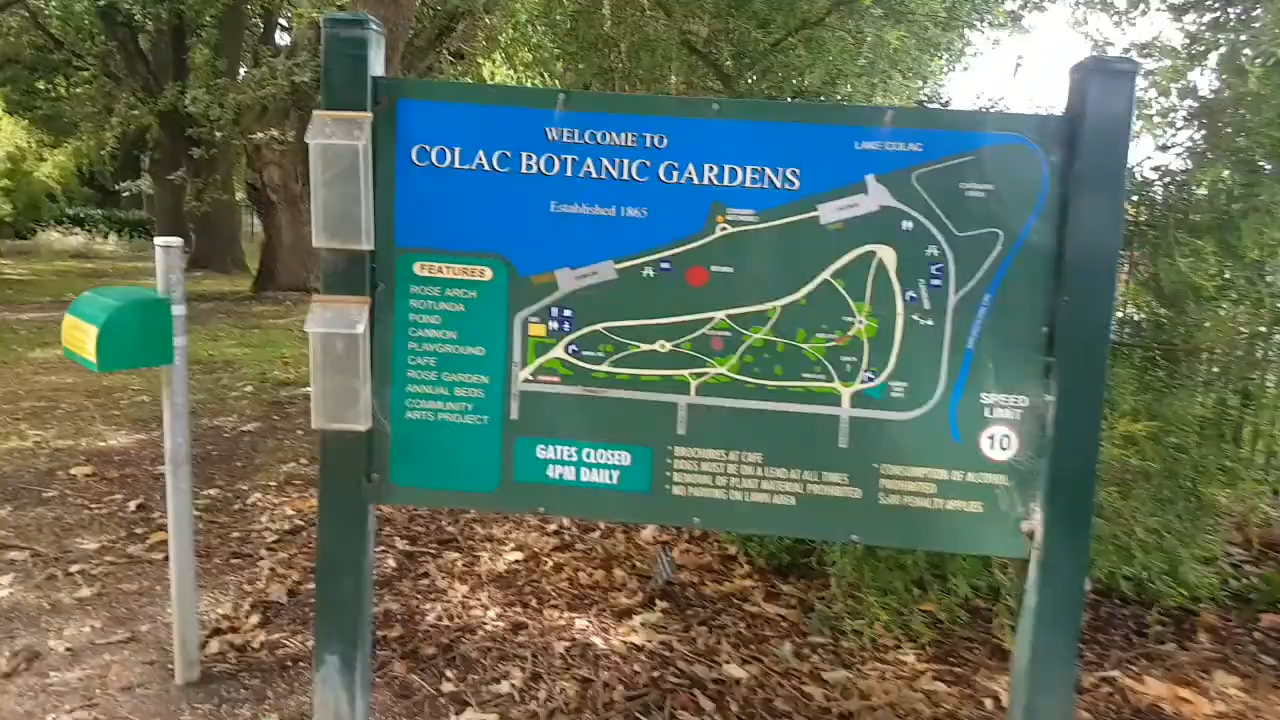 WELCOME TO
COLAC BOTANIC GARDENS
Established 1865
LAKE COLAC
FEATURES
ROSE ARCH
ROTUNDA
POND
CANNON
PLAYGROUND
CAFE
ROSE GARDEN
ANNUAL BEDS
COMMUNITY
ARTS PROJECT
GATES CLOSED
4PM DAILY
* BROCHURES AT CAFE
* DOGS MUST BE ON A LEAD AT ALL TIMES
* REMOVAL OF PLANT MATERIAL PROHIBITED
* NO PARKING ON LAWN AREA
* CONSUMPTION OF ALCOHOL
PROHIBITED
PENALTY APPLIES
SPEED
LIMIT
10